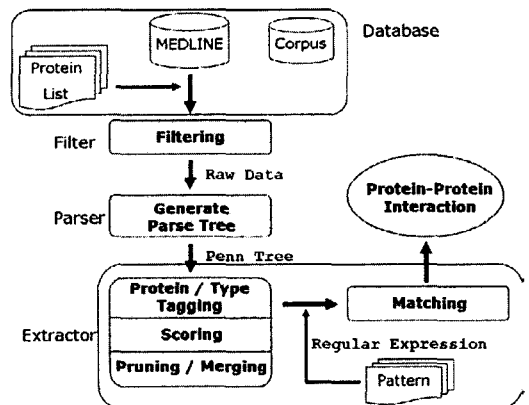 Database
MEDLINE
Corpus
Protein
List
Filter
Filtering
Raw Data
Parser
Generate
Parse Tree
Protein-Protein
Interaction
Penn Tree
Extractor
Protein / Type
Tagging
Scoring
Pruning / Merging
Matching
Regular Expression
Pattern